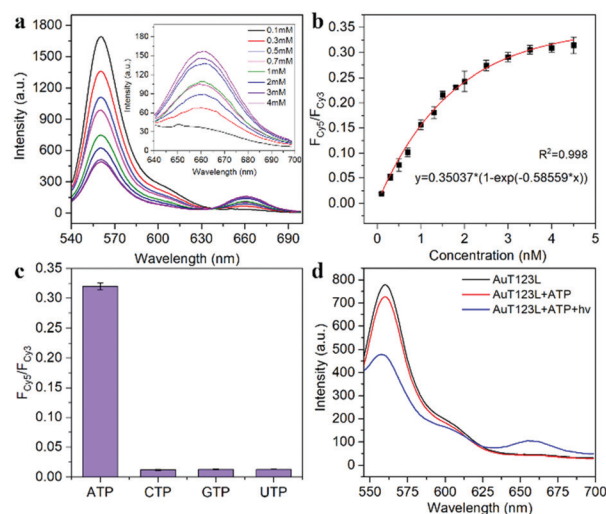 a
1800
1500
1200
900
600
300
0
Intensity (a.u.)
540 570 600 630 660 690
Wavelength (nm)
180
150
120
90
60
30
0
Intensity (a.u.)
640 650 660 670 680 690 700
Wavelength (nm)
0.1mM
0.3mM
0.5mM
0.7mM
1mM
2mM
3mM
4mM
b
0.40
0.35
0.30
0.25
0.20
0.15
0.10
0.05
0.00
FCy5/FCy3
R²=0.998
y=0.35037*(1-exp(-0.58559*x))
0 1 2 3 4 5
Concentration (nM)
c
0.35
0.30
0.25
0.20
0.15
0.10
0.05
0.00
FCy5/FCy3
ATP CTP GTP UTP
d
800
700
600
500
400
300
200
100
0
Intensity (a.u.)
AuT123L
AuT123L+ATP
AuT123L+ATP+hv
550 575 600 625 650 675 700
Wavelength (nm)